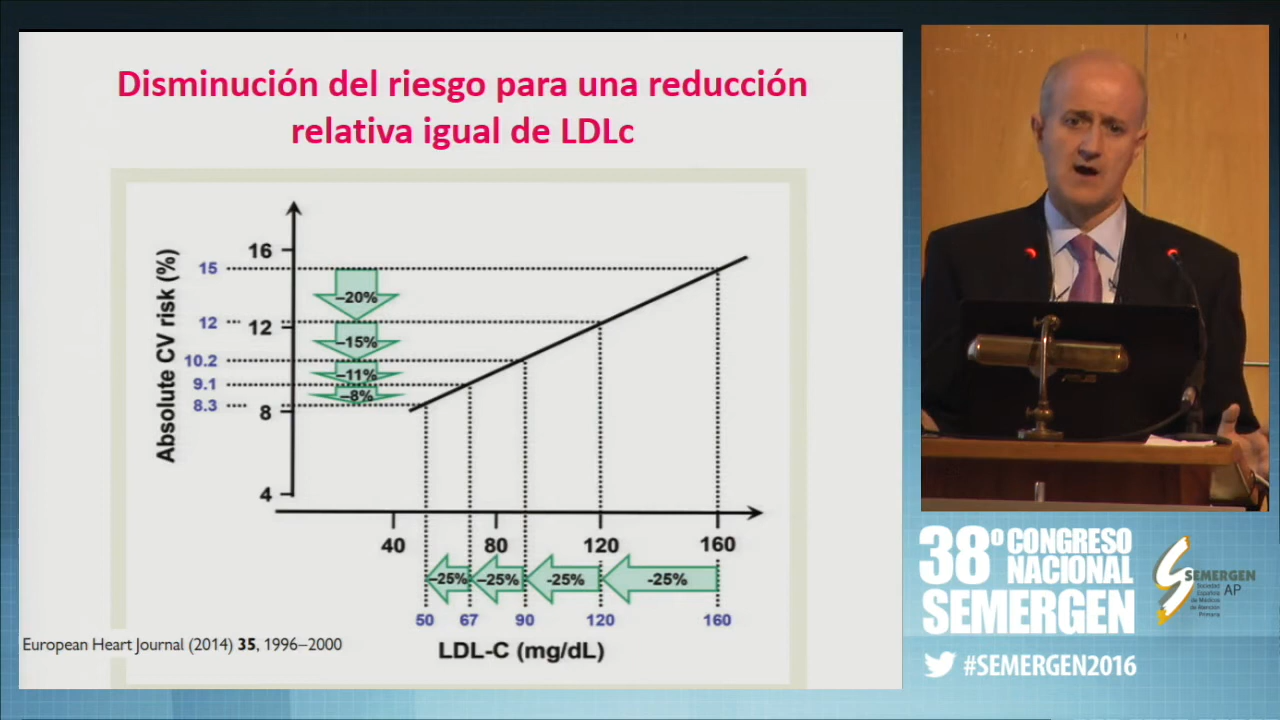 Disminución del riesgo para una reducción
relativa igual de LDLc
Absolute CV risk (%)
16
15
–20%
12
12
–15%
10.2
–11%
9.1
–8%
8.3
8
4
40
80
120
160
–25%
–25%
-25%
-25%
50
67
90
120
160
LDL-C (mg/dL)
European Heart Journal (2014) 35, 1996–2000
38º CONGRESO
NACIONAL
SEMERGEN
SEMERGEN
AP
Sociedad
Española
de Médicos
de Atención
Primaria
#SEMERGEN2016